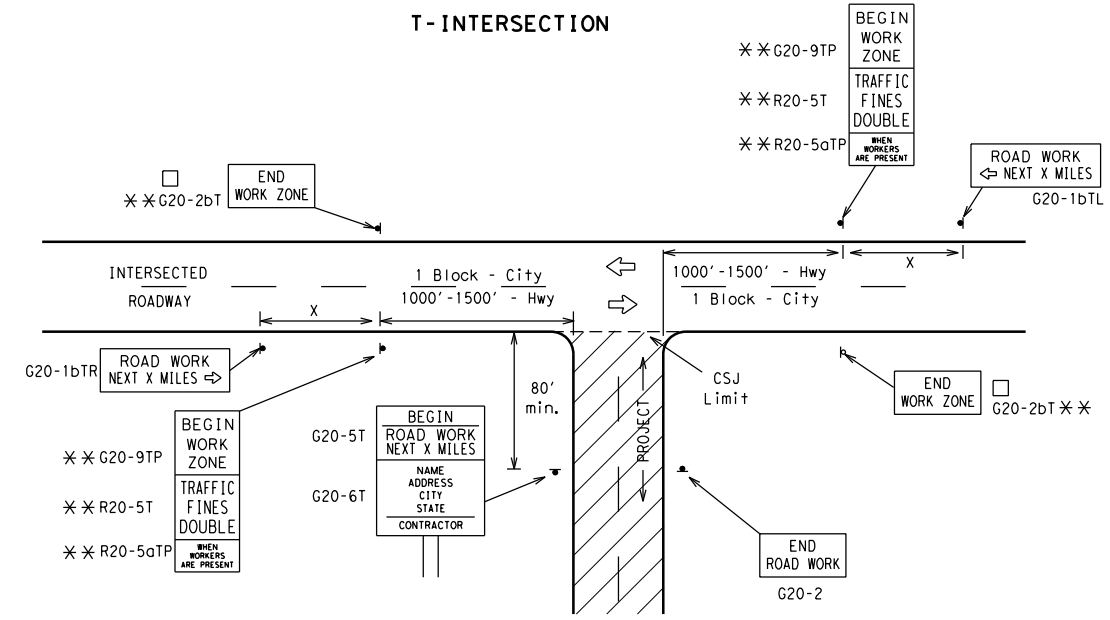 T-INTERSECTION
BEGIN
WORK
ZONE
TRAFFIC
FINES
DOUBLE
WHEN
WORKERS
ARE PRESENT
**G20-9TP
**R20-5T
**R20-5aTP
ROAD WORK
⇦ NEXT X MILES
G20-1bTL
□
**G20-2bT
END
WORK ZONE
INTERSECTED
ROADWAY
1 Block - City
1000'-1500' - Hwy
X
1000'-1500' - Hwy
1 Block - City
X
G20-1bTR
ROAD WORK
NEXT X MILES ⇨
80'
min.
CSJ
Limit
PROJECT
END
WORK ZONE
□
G20-2bT**
BEGIN
WORK
ZONE
TRAFFIC
FINES
DOUBLE
WHEN
WORKERS
ARE PRESENT
**G20-9TP
**R20-5T
**R20-5aTP
G20-5T
BEGIN
ROAD WORK
NEXT X MILES
G20-6T
NAME
ADDRESS
CITY
STATE
CONTRACTOR
END
ROAD WORK
G20-2